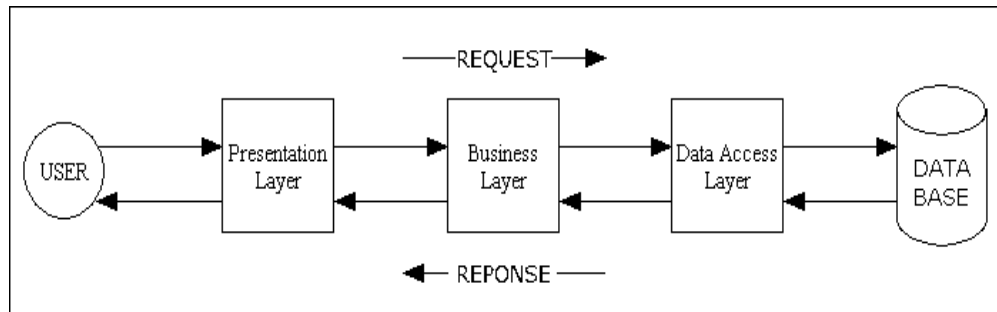 REQUEST
USER
Presentation
Layer
Business
Layer
Data Access
Layer
DATA
BASE
REPONSE